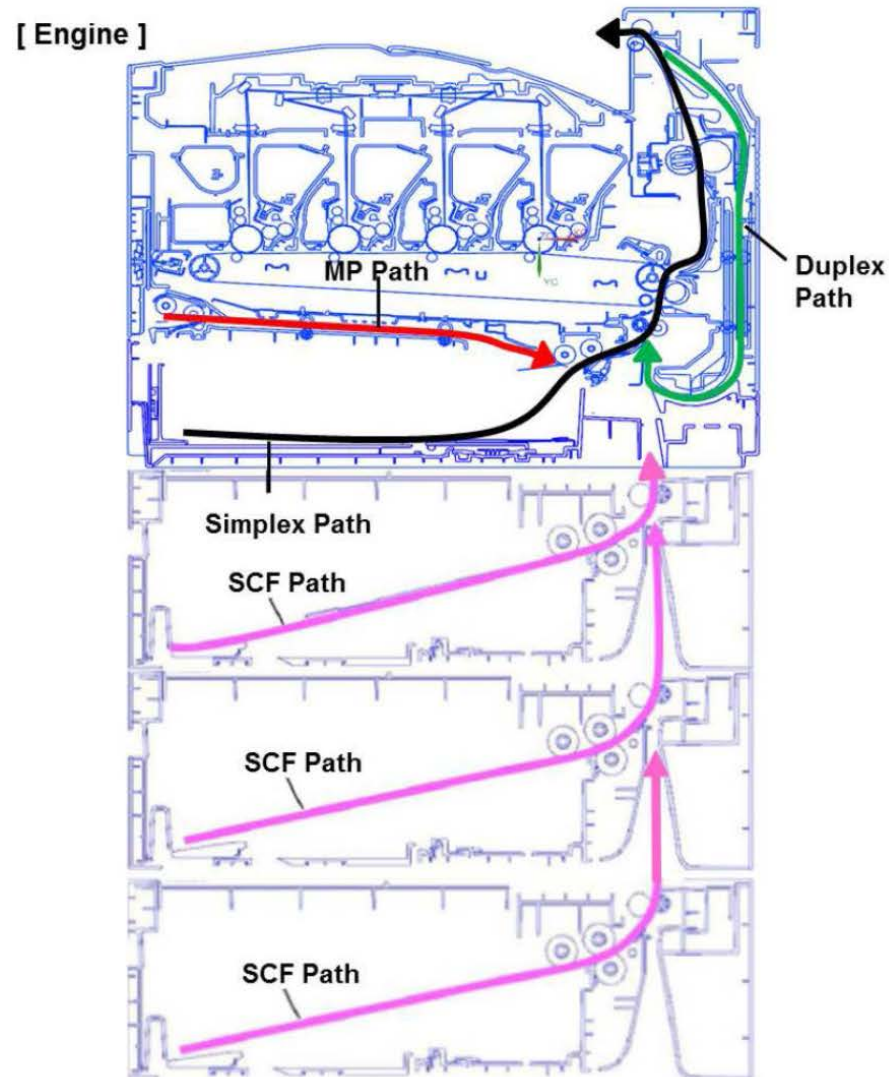 [ Engine ]
MP Path
Duplex
Path
Simplex Path
SCF Path
SCF Path
SCF Path